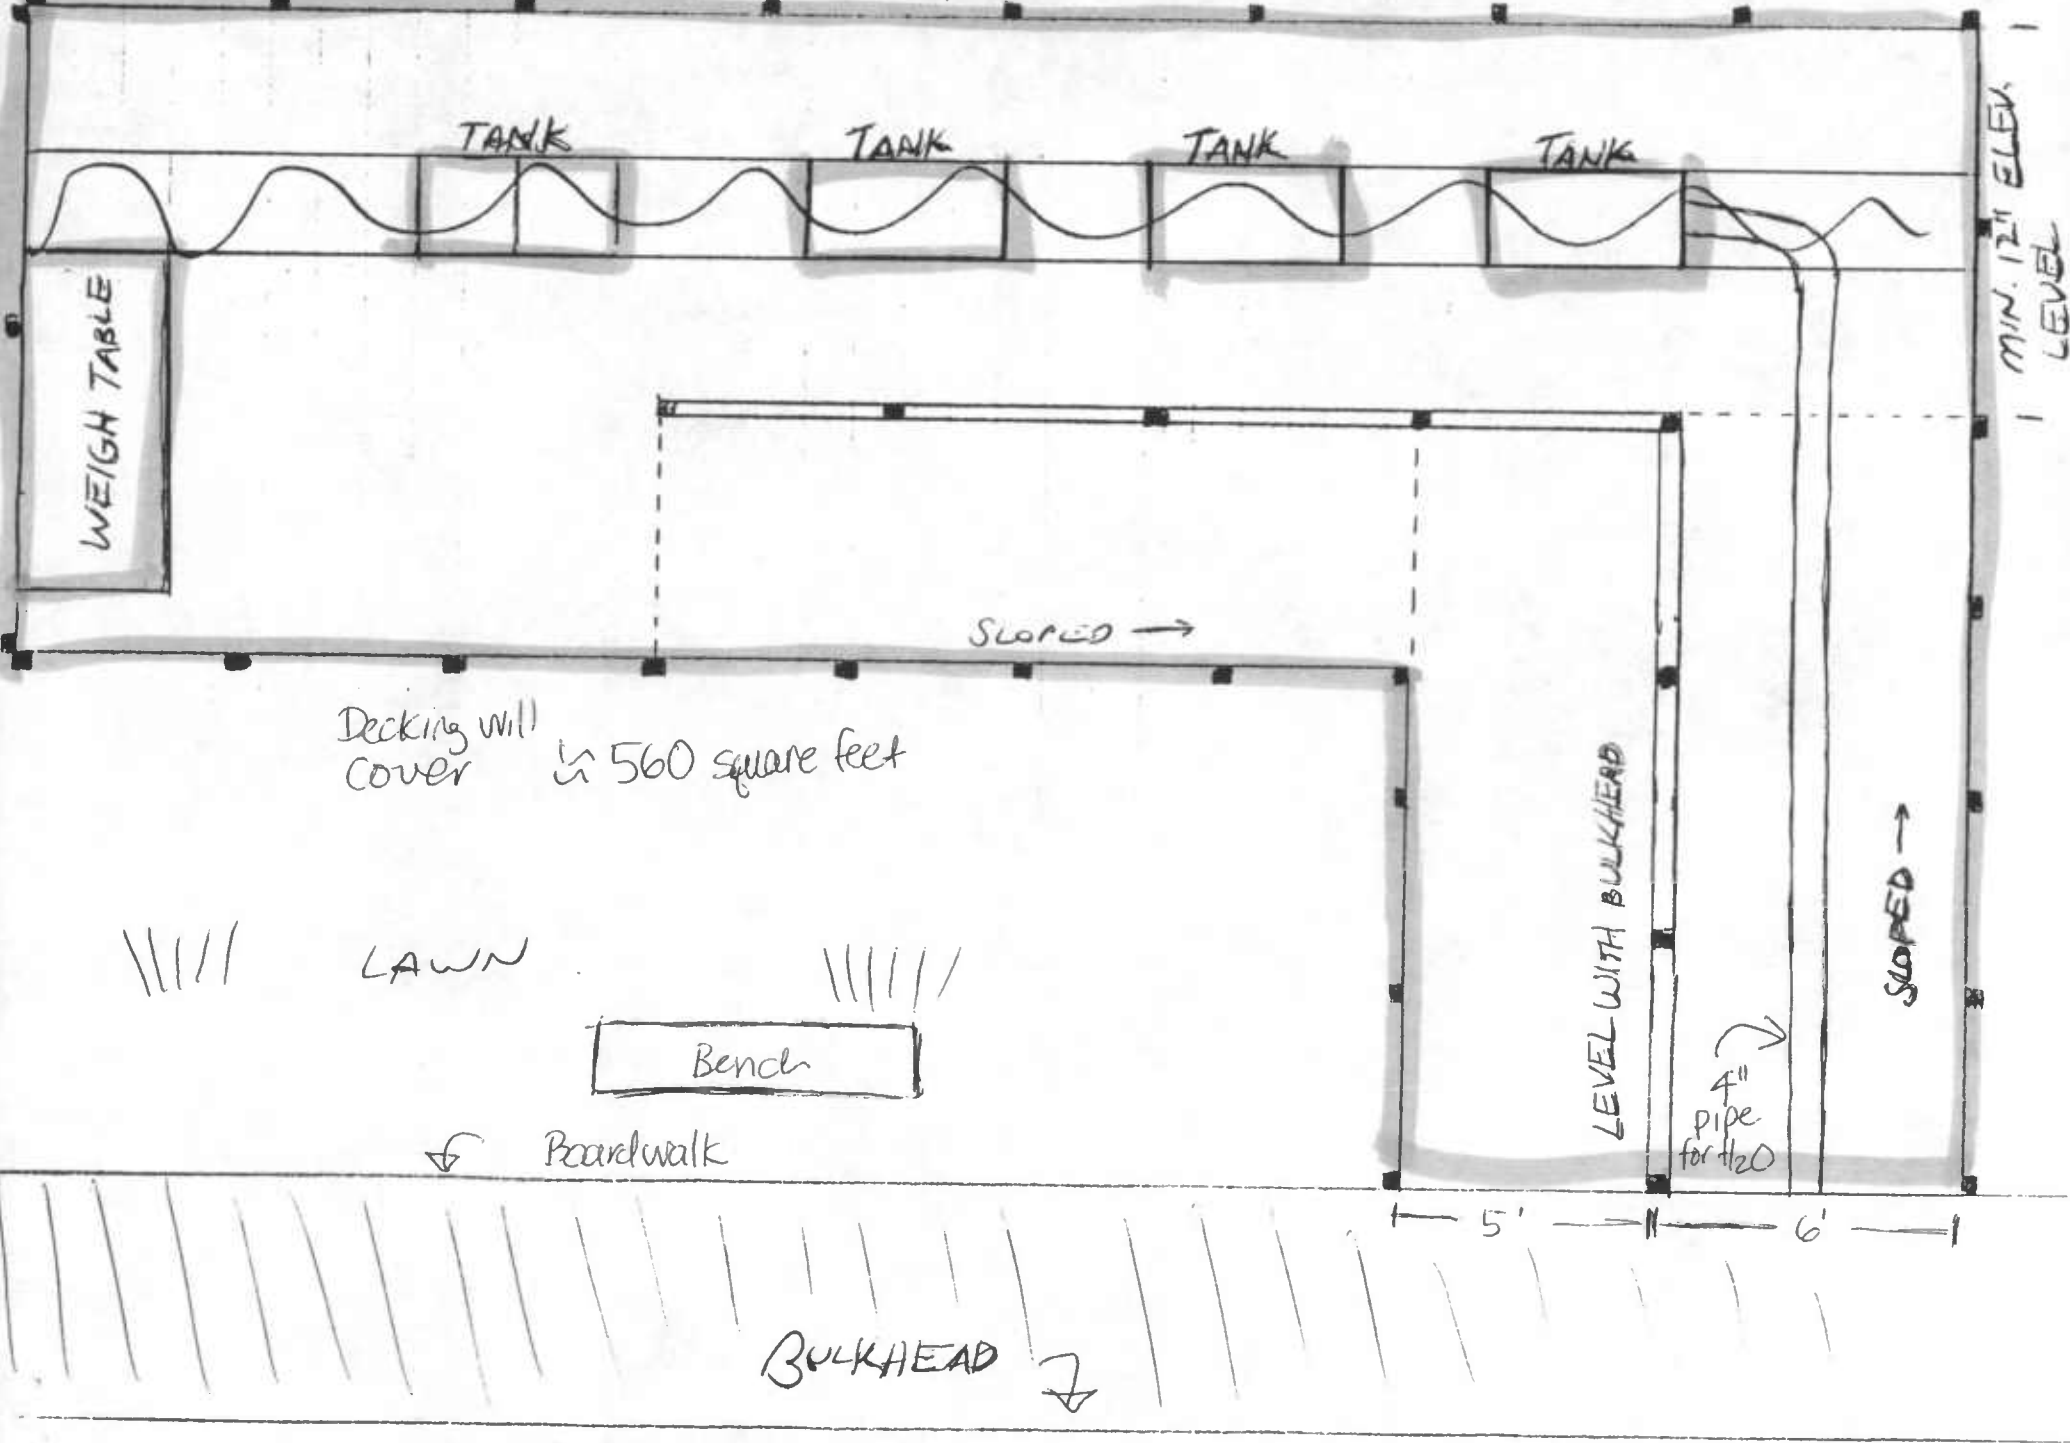 TANK
TANK
TANK
TANK
MIN. 12" ELEV.
LEVEL
WEIGH TABLE
SLOPED →
Decking will
cover ≈ 560 square feet
LEVEL WITH BULKHEAD
SLOPED →
LAWN
Bench
4"
pipe
for H2O
Boardwalk
5'
6'
BULKHEAD